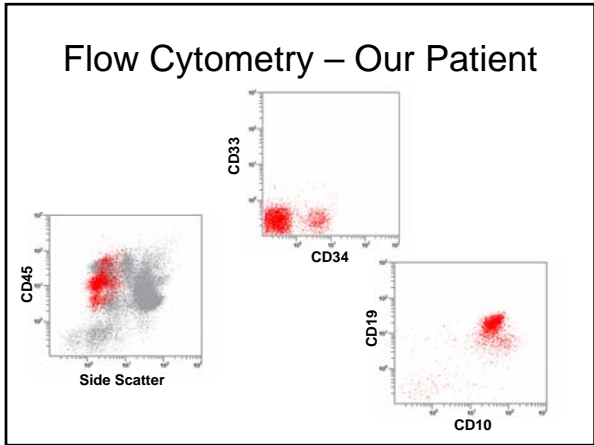 Flow Cytometry – Our Patient
CD33
CD34
CD45
Side Scatter
CD19
CD10